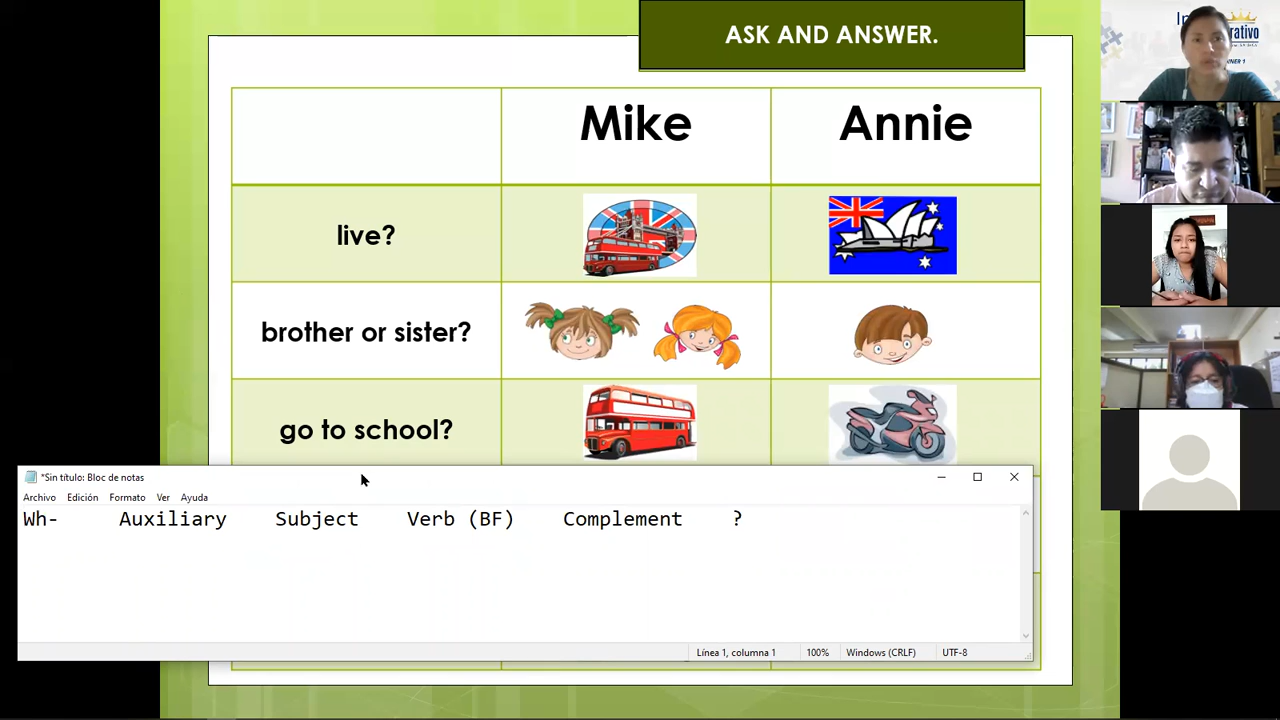 ASK AND ANSWER.
Mike Annie
live?
brother or sister?
go to school?
*Sin título: Bloc de notas
Archivo Edición Formato Ver Ayuda
Wh- Auxiliary Subject Verb (BF) Complement ?
Línea 1, columna 1 100% Windows (CRLF) UTF-8